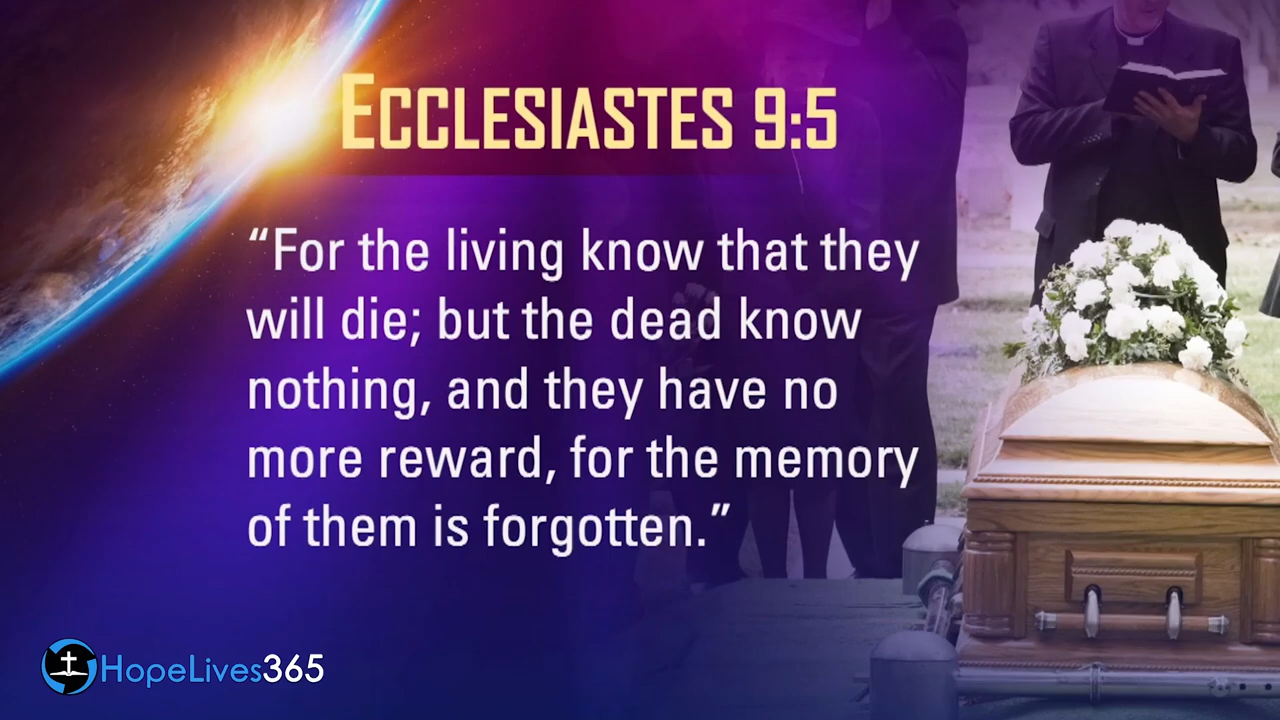 ECCLESIASTES 9:5
“For the living know that they
will die; but the dead know
nothing, and they have no
more reward, for the memory
of them is forgotten.”
HopeLives365